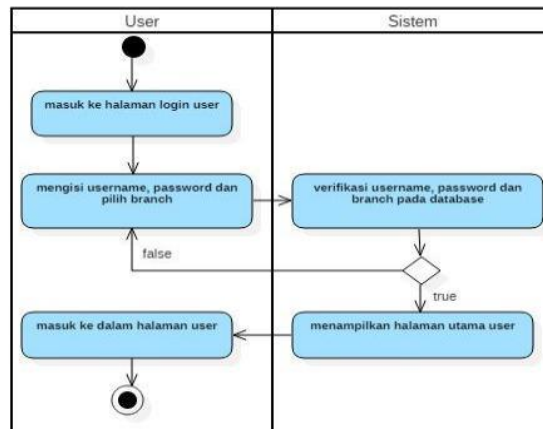 User
Sistem
masuk ke halaman login user
mengisi username, password dan
pilih branch
verifikasi username, password dan
branch pada database
false
true
masuk ke dalam halaman user
menampilkan halaman utama user